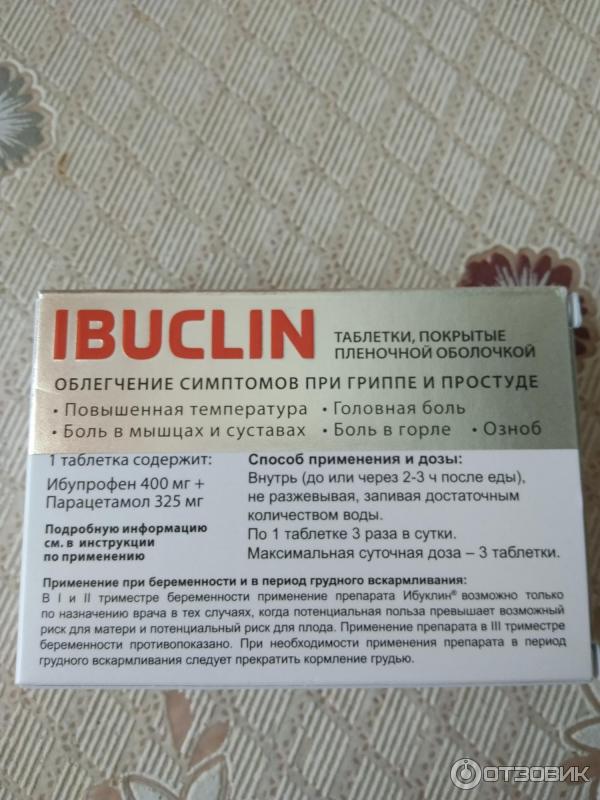 IBUCLIN
ТАБЛЕТКИ, ПОКРЫТЫЕ
ПЛЕНОЧНОЙ ОБОЛОЧКОЙ
ОБЛЕГЧЕНИЕ СИМПТОМОВ ПРИ ГРИППЕ И ПРОСТУДЕ
• Повышенная температура • Головная боль
• Боль в мышцах и суставах • Боль в горле • Озноб
1 таблетка содержит:
Ибупрофен 400 мг +
Парацетамол 325 мг
Подробную информацию
см. в инструкции
по применению
Способ применения и дозы:
Внутрь (до или через 2-3 ч после еды),
не разжевывая, запивая достаточным
количеством воды.
По 1 таблетке 3 раза в сутки.
Максимальная суточная доза – 3 таблетки.
Применение при беременности и в период грудного вскармливания:
В I и II триместре беременности применение препарата Ибуклин® возможно только
по назначению врача в тех случаях, когда потенциальная польза превышает возможный
риск для матери и потенциальный риск для плода. Применение препарата в III триместре
беременности противопоказано. При необходимости применения препарата в период
грудного вскармливания следует прекратить кормление грудью.
ОТЗОВИК